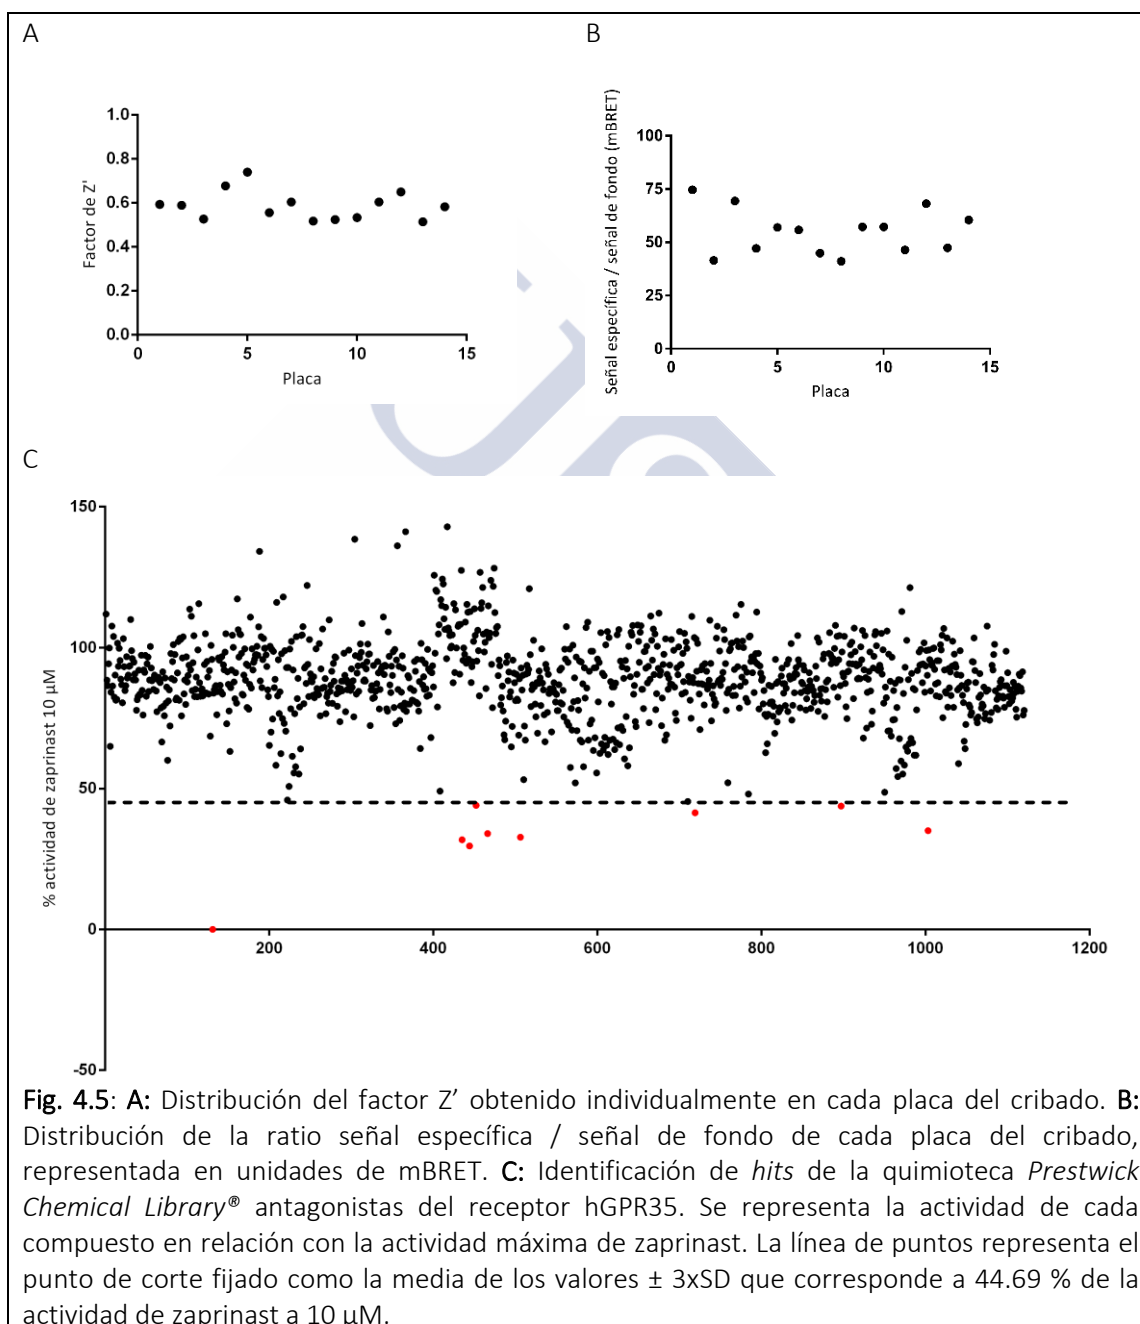 A
B
1.0
0.8
0.6
0.4
0.2
0.0
0
5
10
15
Factor de Z'
Placa
100
75
50
25
0
0
5
10
15
Señal específica / señal de fondo (mBRET)
Placa
C
150
100
50
0
-50
200
400
600
800
1000
1200
% actividad de zaprinast 10 µM
Fig. 4.5: A: Distribución del factor Z’ obtenido individualmente en cada placa del cribado. B:
Distribución de la ratio señal específica / señal de fondo de cada placa del cribado,
representada en unidades de mBRET. C: Identificación de hits de la quimioteca Prestwick
Chemical Library® antagonistas del receptor hGPR35. Se representa la actividad de cada
compuesto en relación con la actividad máxima de zaprinast. La línea de puntos representa el
punto de corte fijado como la media de los valores ± 3xSD que corresponde a 44.69 % de la
actividad de zaprinast a 10 µM.